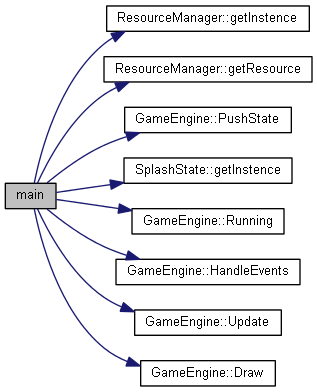 ResourceManager::getInstence
ResourceManager::getResource
GameEngine::PushState
main
SplashState::getInstence
GameEngine::Running
GameEngine::HandleEvents
GameEngine::Update
GameEngine::Draw